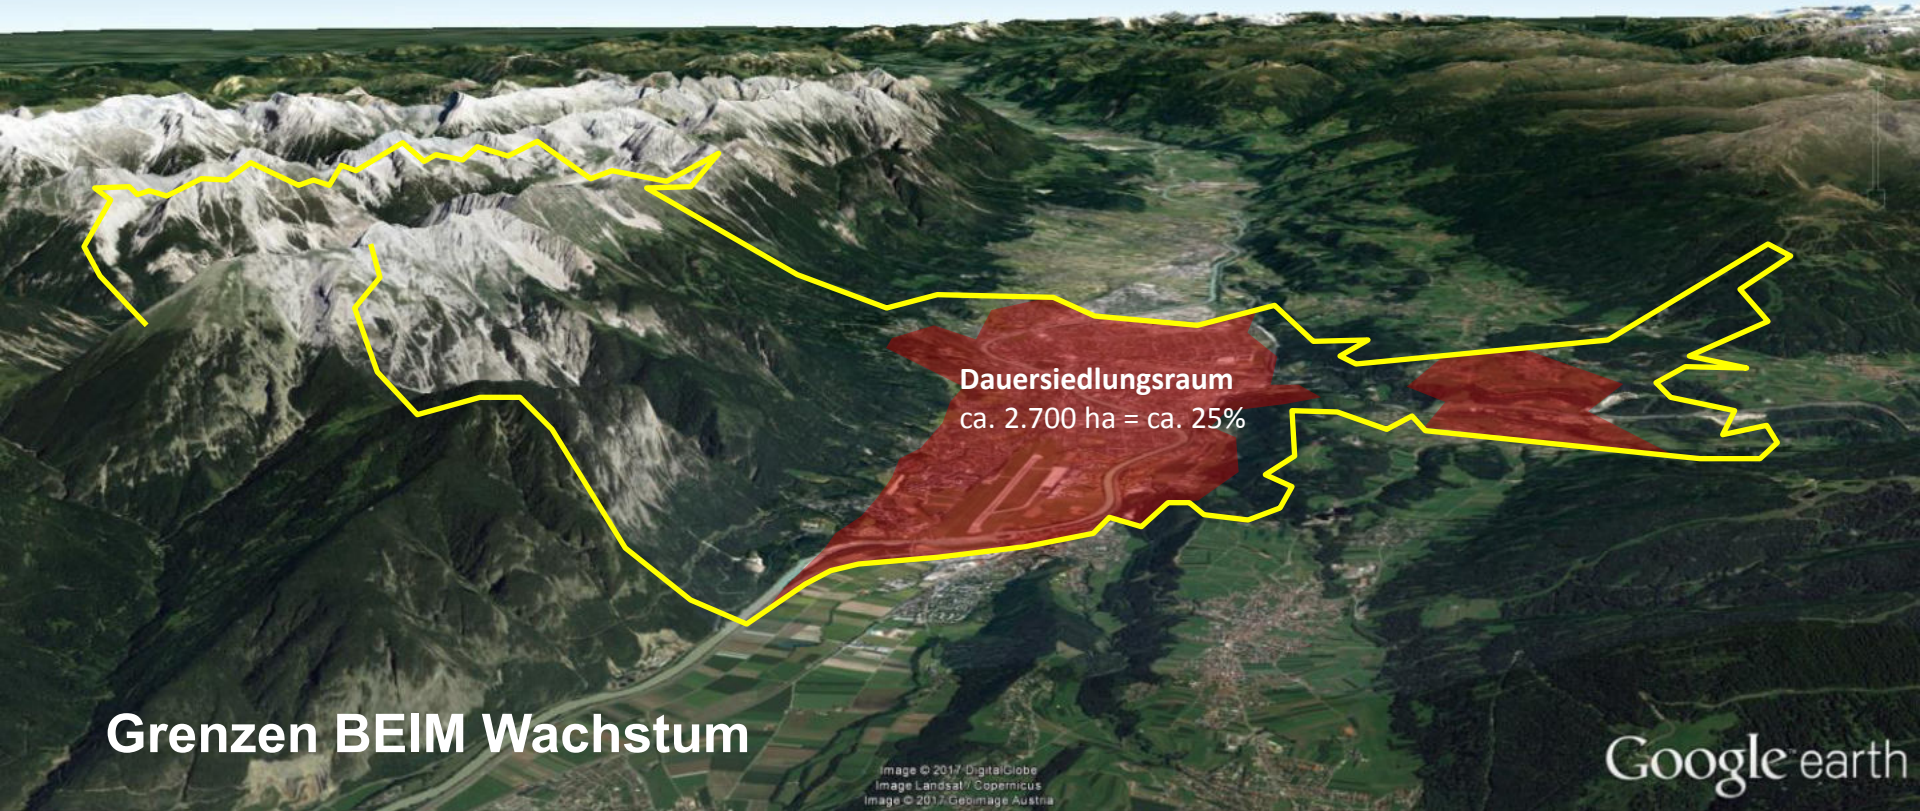 Dauersiedlungsraum
ca. 2.700 ha = ca. 25%
Grenzen BEIM Wachstum
Google earth
Image © 2017 DigitalGlobe
Image Landsat / Copernicus
Image © 2017 Geoimage Austria